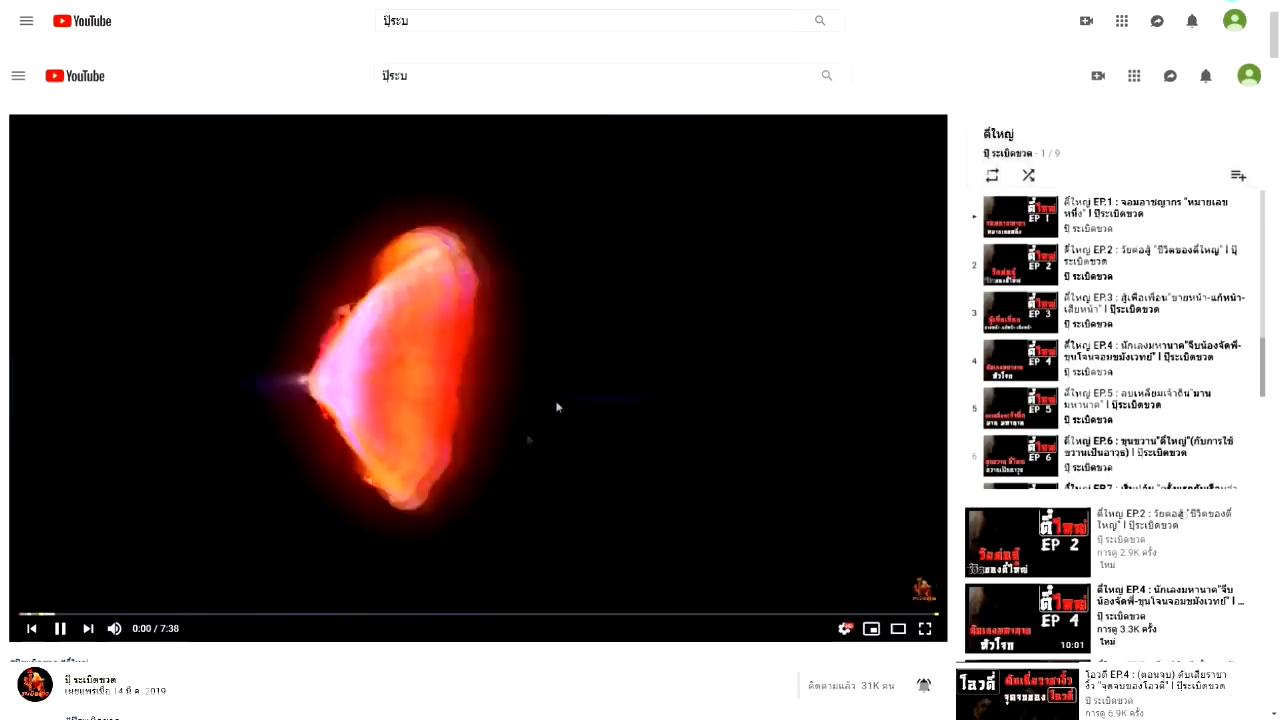 YouTube
ปุ๊ระบ
YouTube
ปุ๊ระบ
ตี๋ใหญ่
ปุ๊ ระเบิดขวด - 1 / 9
ตี๋ใหญ่ EP.1 : จอมอาชญากร "หมายเลข
หนึ่ง" l ปุ๊ระเบิดขวด
ปุ๊ ระเบิดขวด
2
ตี๋ใหญ่ EP.2 : วัยต่อสู้ "ชีวิตของตี๋ใหญ่" l ปุ๊
ระเบิดขวด
ปุ๊ ระเบิดขวด
3
ตี๋ใหญ่ EP.3 : สู้เพื่อเพื่อน"ขายหน้า-แก้หน้า-
เสียหน้า" l ปุ๊ระเบิดขวด
ปุ๊ ระเบิดขวด
4
ตี๋ใหญ่ EP.4 : นักเลงมหานาค"จีบน้องจัดพี่-
ขุนโจนจอมขมังเวทย์" l ปุ๊ระเบิดขวด
ปุ๊ ระเบิดขวด
5
ตี๋ใหญ่ EP.5 : ลบเหลี่ยมเจ้าถิ่น"มาน
มหานาค" l ปุ๊ระเบิดขวด
ปุ๊ ระเบิดขวด
6
ตี๋ใหญ่ EP.6 : ขุนขวาน"ตี๋ใหญ่"(กับการใช้
ขวานเป็นอาวุธ) l ปุ๊ระเบิดขวด
ปุ๊ ระเบิดขวด
ตี๋ใหญ่ EP.2 : วัยต่อสู้ "ชีวิตของตี๋
ใหญ่" l ปุ๊ระเบิดขวด
ปุ๊ ระเบิดขวด
การดู 2.9K ครั้ง
ใหม่
ตี๋ใหญ่
EP 2
ตี๋ใหญ่ EP.4 : นักเลงมหานาค"จีบ
น้องจัดพี่-ขุนโจนจอมขมังเวทย์" l ...
ปุ๊ ระเบิดขวด
การดู 3.3K ครั้ง
ใหม่
ตี๋ใหญ่
EP 4
หัวโจก
10:01
0:00 / 7:38
ปุ๊ ระเบิดขวด
เผยแพร่เมื่อ 14 มี.ค. 2019
ติดตามแล้ว 31K คน
โอวตี่
จุดจบของโอวตี่
โอวตี่ EP.4 : (ตอนจบ) ดับเสี่ยราชา
งิ้ว "จุดจบของโอวตี่" l ปุ๊ระเบิดขวด
ปุ๊ ระเบิดขวด
การดู 6.9K ครั้ง